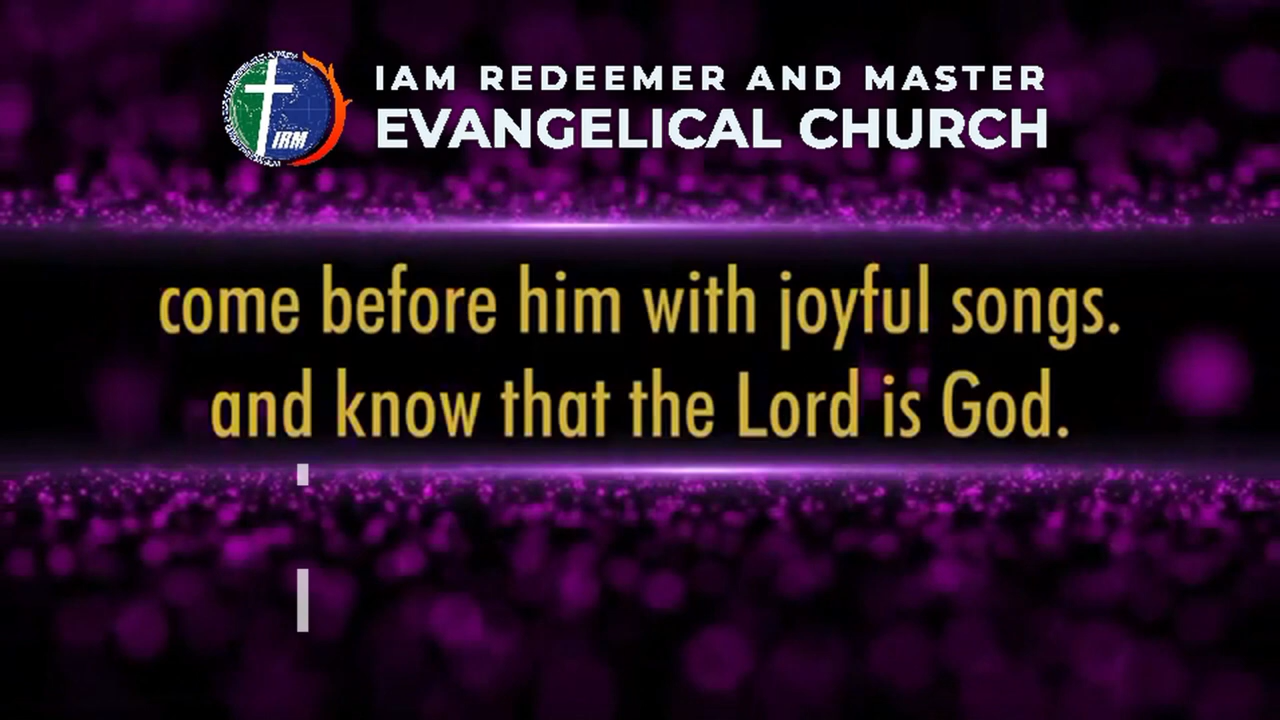 IAM REDEEMER AND MASTER
EVANGELICAL CHURCH
IRM
come before him with joyful songs.
and know that the Lord is God.